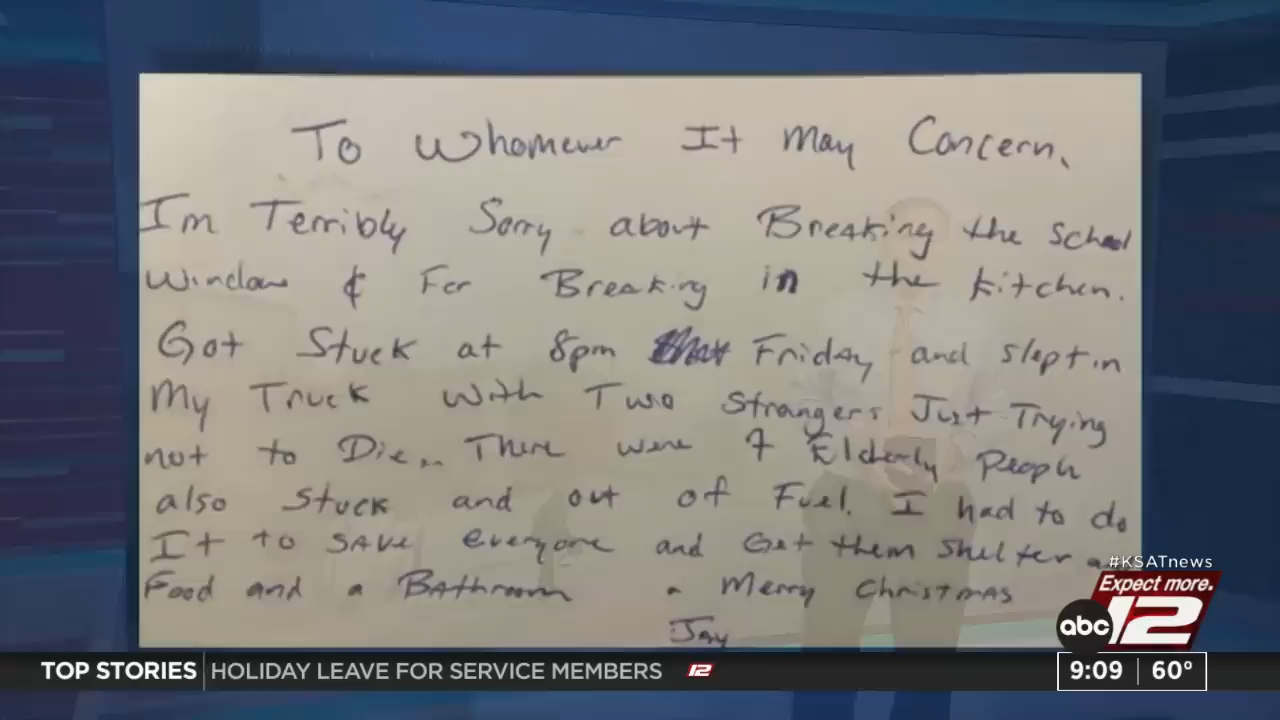 To Whomever It May Concern,
I'm Terribly Sorry about Breaking the School
Window & For Breaking in the kitchen.
Got Stuck at 8pm Friday and slept in
My Truck with Two Strangers Just Trying
not to Die.. There were 7 Elderly People
also Stuck and out of Fuel. I had to do
It to save everyone and Get them Shelter
Food and a Bathroom - Merry Christmas
Jay
#KSATnews
Expect more.
abc 12
TOP STORIES HOLIDAY LEAVE FOR SERVICE MEMBERS 12
9:09 60°